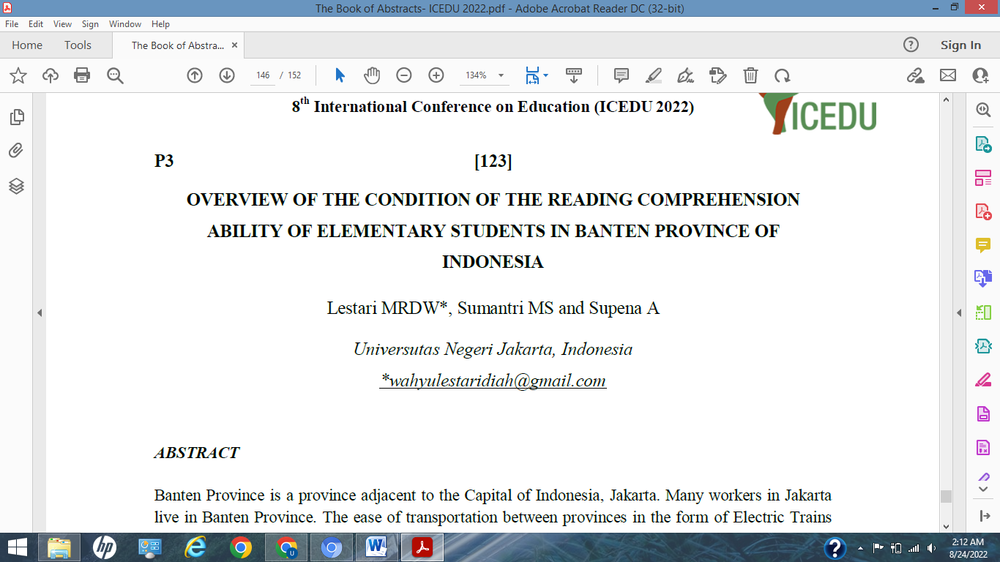 The Book of Abstracts- ICEDU 2022.pdf - Adobe Acrobat Reader DC (32-bit)
File Edit View Sign Window Help
Home Tools The Book of Abstra... × Sign In
146 / 152 134%
8th International Conference on Education (ICEDU 2022)
ICEDU
P3 [123]
OVERVIEW OF THE CONDITION OF THE READING COMPREHENSION
ABILITY OF ELEMENTARY STUDENTS IN BANTEN PROVINCE OF
INDONESIA
Lestari MRDW*, Sumantri MS and Supena A
Universutas Negeri Jakarta, Indonesia
*wahyulestaridiah@gmail.com
ABSTRACT
Banten Province is a province adjacent to the Capital of Indonesia, Jakarta. Many workers in Jakarta
live in Banten Province. The ease of transportation between provinces in the form of Electric Trains
2:12 AM
8/24/2022